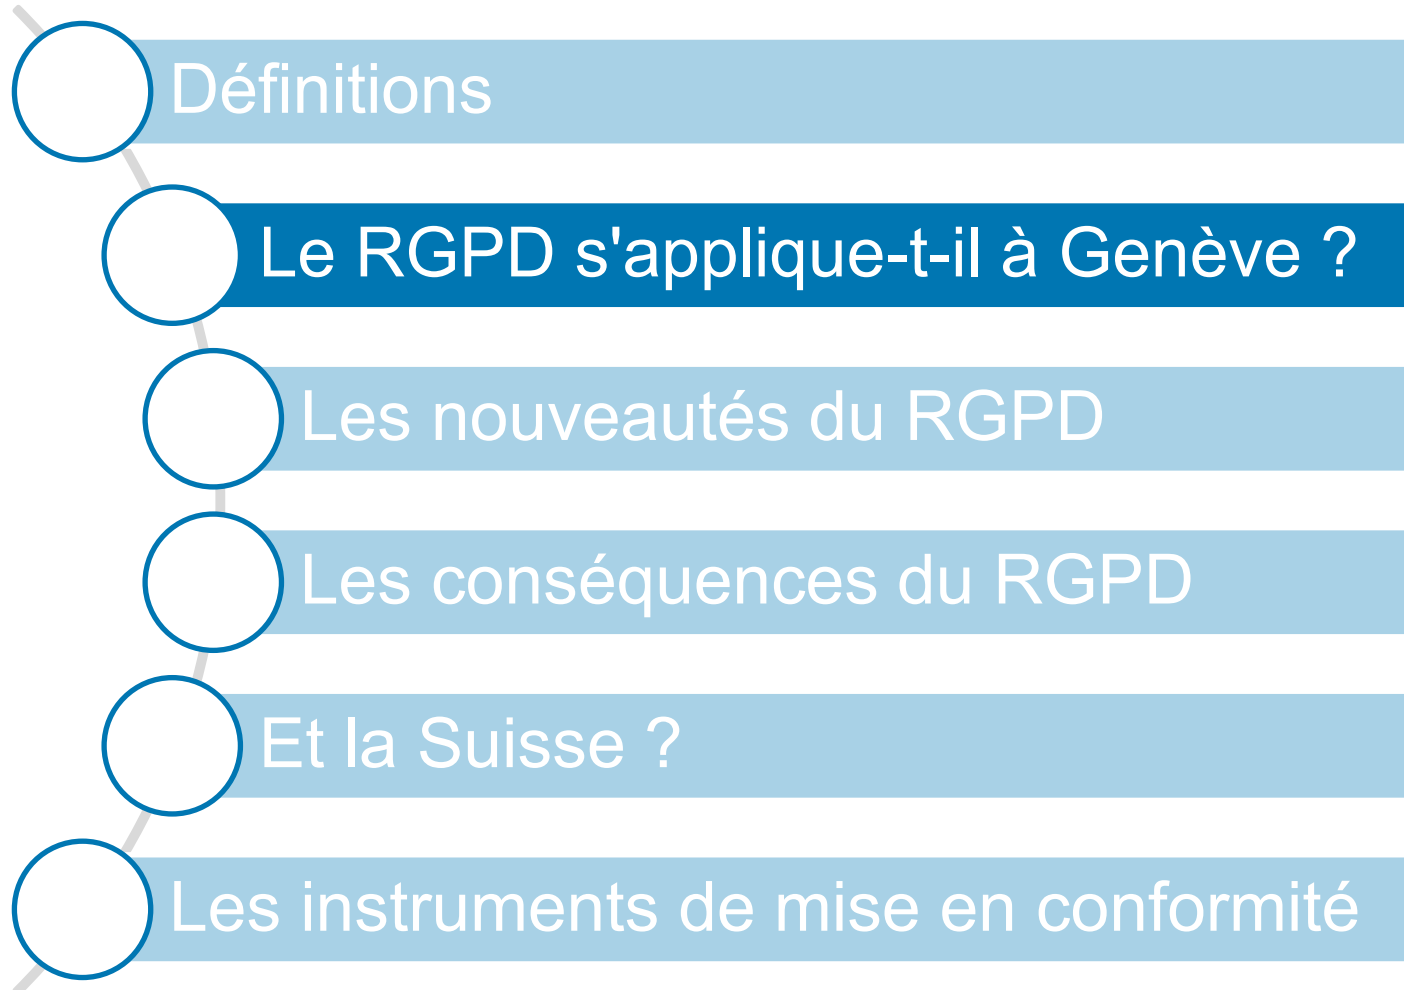 Définitions
Le RGPD s'applique-t-il à Genève ?
Les nouveautés du RGPD
Les conséquences du RGPD
Et la Suisse ?
Les instruments de mise en conformité